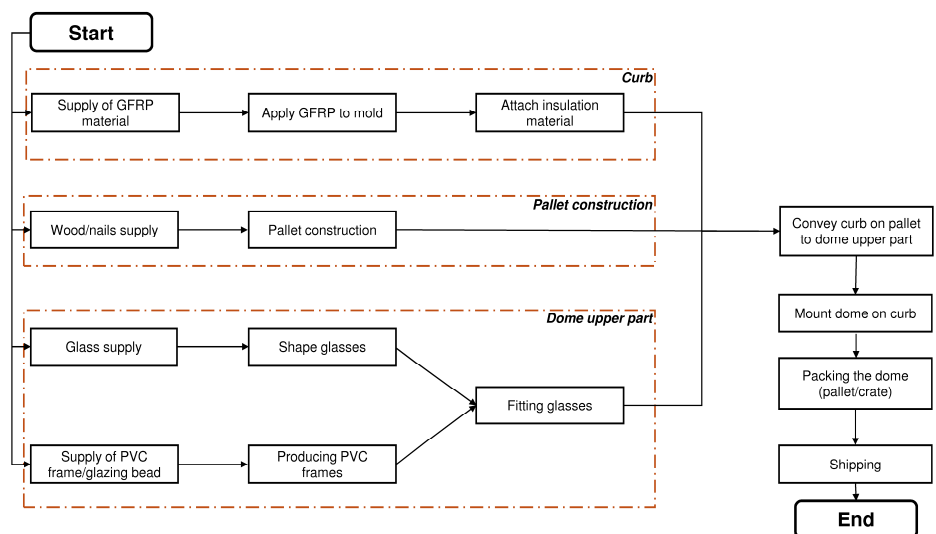 Start
Curb
Supply of GFRP
material
Apply GFRP to mold
Attach insulation
material
Pallet construction
Wood/nails supply
Pallet construction
Convey curb on pallet
to dome upper part
Mount dome on curb
Dome upper part
Glass supply
Shape glasses
Fitting glasses
Packing the dome
(pallet/crate)
Supply of PVC
frame/glazing bead
Producing PVC
frames
Shipping
End